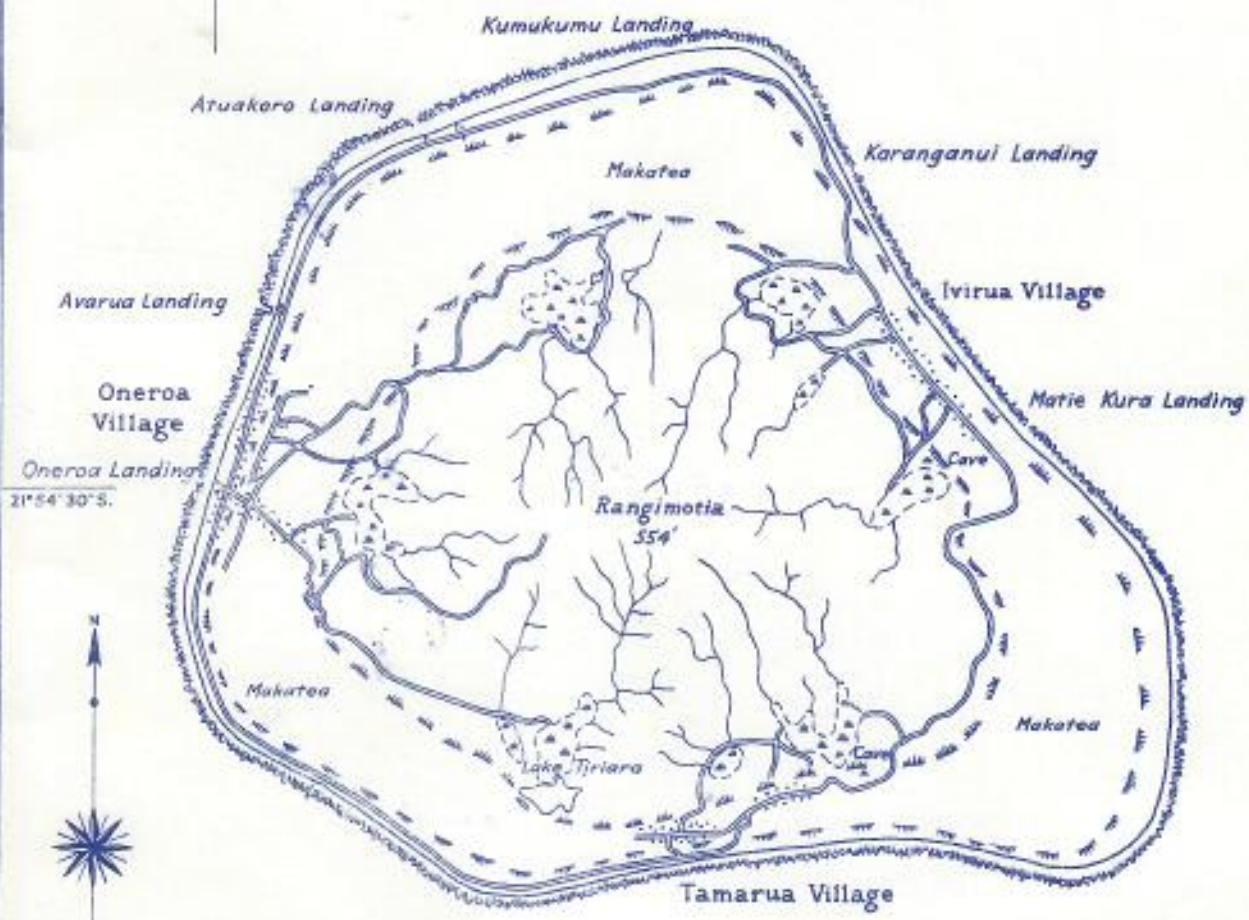 Kumukumu Landing
Atuakoro Landing
Karanganui Landing
Makatea
Avarua Landing
Ivirua Village
Oneroa
Village
Matie Kura Landing
Oneroa Landing
Cave
21°54'30"S.
Rangimotia
554'
N
Makatea
Makatea
Cave
Lake Tiriara
Tamarua Village